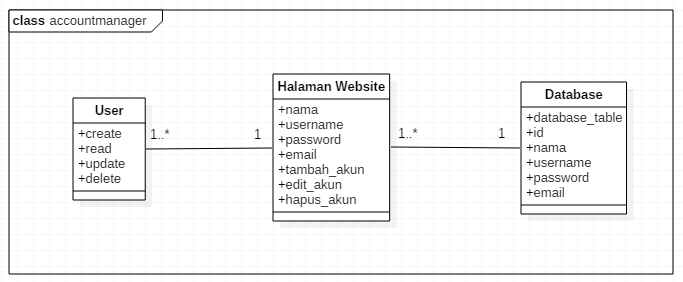 class accountmanager
User
+create
+read
+update
+delete
1..*
1
Halaman Website
+nama
+username
+password
+email
+tambah_akun
+edit_akun
+hapus_akun
1..*
1
Database
+database_table
+id
+nama
+username
+password
+email